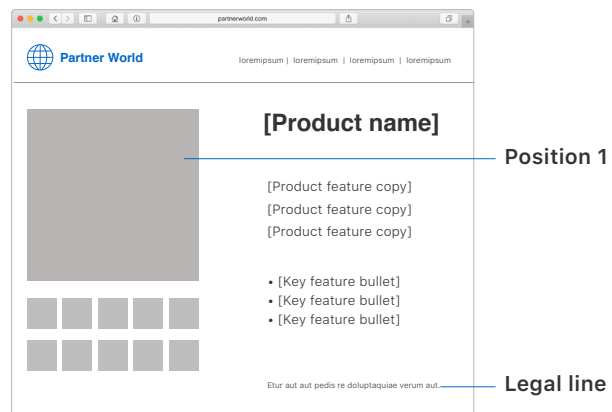 partnerworld.com
Partner World
loremipsum | loremipsum | loremipsum | loremipsum
[Product name]
Position 1
[Product feature copy]
[Product feature copy]
[Product feature copy]
• [Key feature bullet]
• [Key feature bullet]
• [Key feature bullet]
Etur aut aut pedis re doluptaquiae verum aut.
Legal line